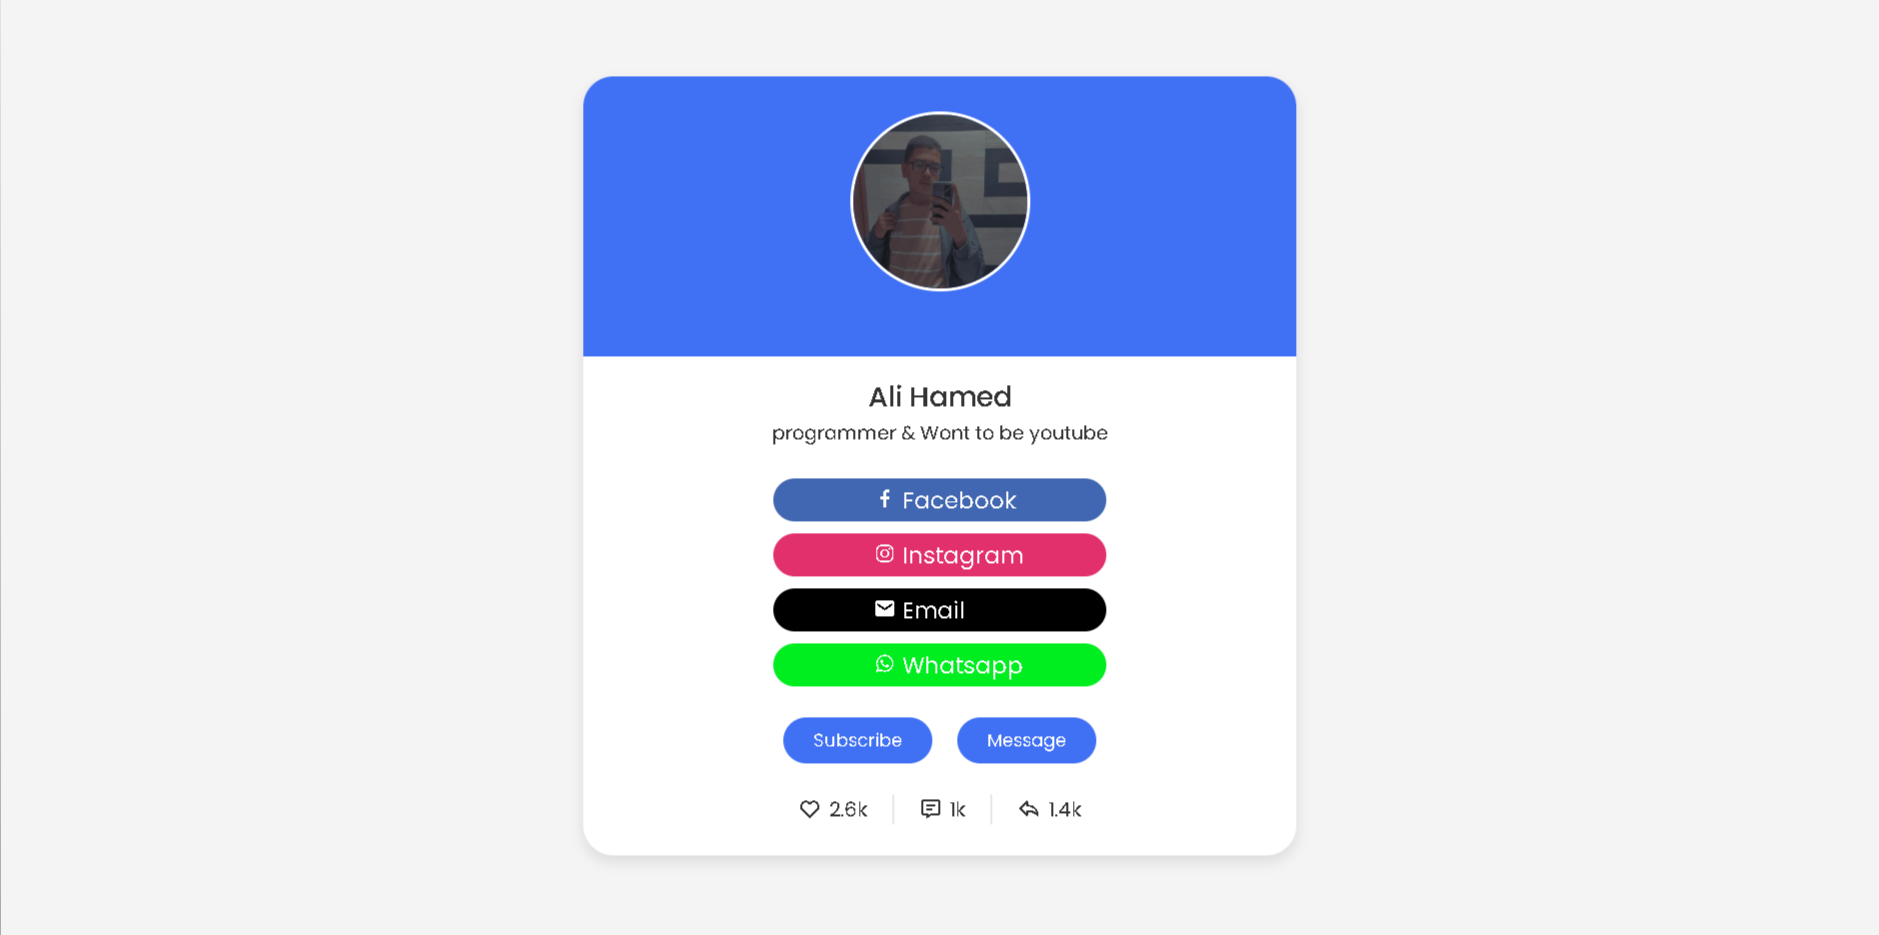 Ali Hamed
programmer & Wont to be youtube
Facebook
Instagram
Email
Whatsapp
Subscribe Message
2.6k 1k 1.4k